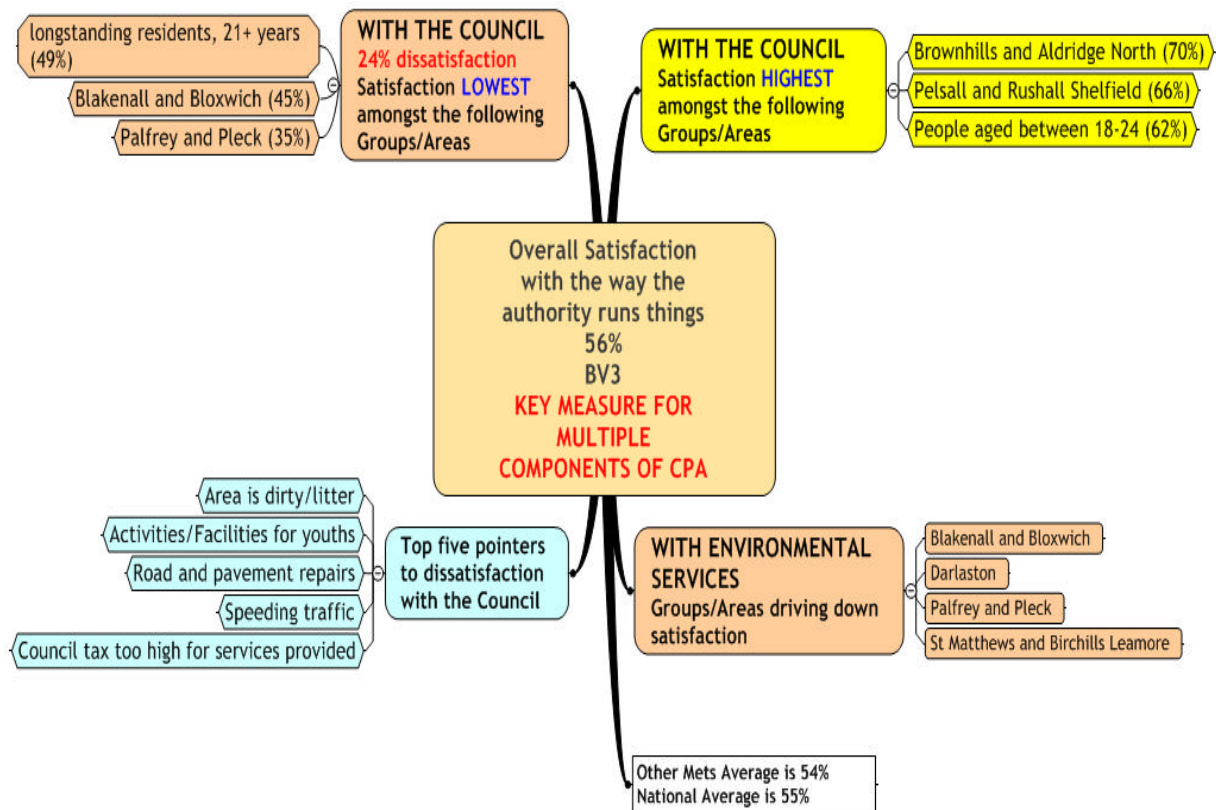 longstanding residents, 21+ years
(49%)
Blakenall and Bloxwich (45%)
Palfrey and Pleck (35%)
WITH THE COUNCIL
24% dissatisfaction
Satisfaction LOWEST
amongst the following
Groups/Areas
WITH THE COUNCIL
Satisfaction HIGHEST
amongst the following
Groups/Areas
Brownhills and Aldridge North (70%)
Pelsall and Rushall Shelfield (66%)
People aged between 18-24 (62%)
Overall Satisfaction
with the way the
authority runs things
56%
BV3
KEY MEASURE FOR
MULTIPLE
COMPONENTS OF CPA
Area is dirty/litter
Activities/Facilities for youths
Road and pavement repairs
Speeding traffic
Council tax too high for services provided
Top five pointers
to dissatisfaction
with the Council
WITH ENVIRONMENTAL
SERVICES
Groups/Areas driving down
satisfaction
Blakenall and Bloxwich
Darlaston
Palfrey and Pleck
St Matthews and Birchills Leamore
Other Mets Average is 54%
National Average is 55%